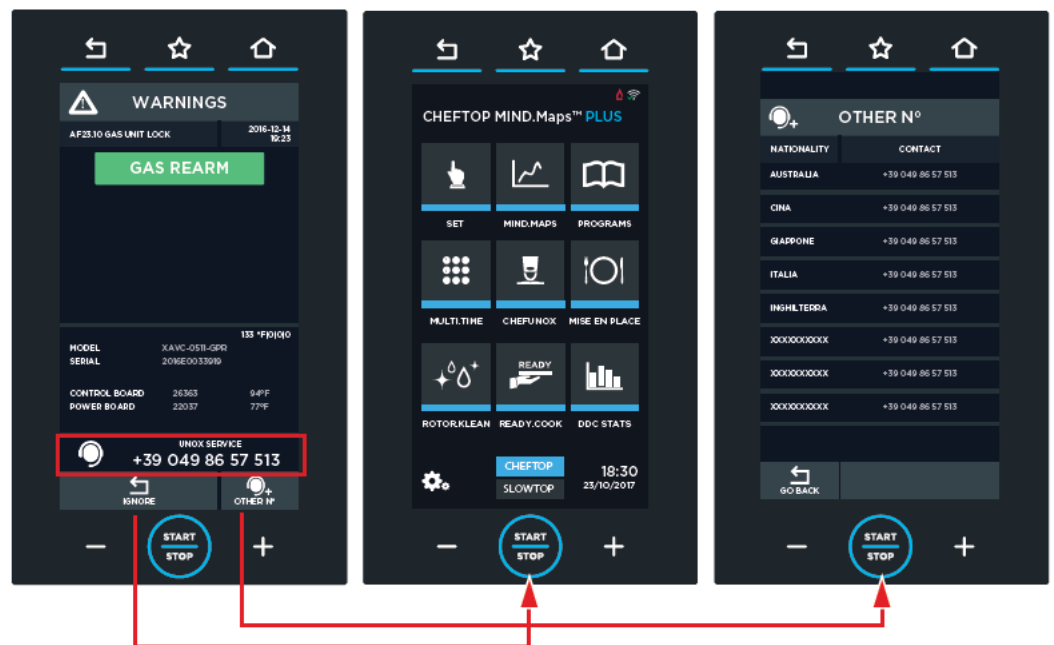 WARNINGS
AF23.10 GAS UNIT LOCK
2016-12-14
19:23
GAS REARM
133 °F|0|0|0
MODEL XAVC-0511-GPR
SERIAL 2016E0033919
CONTROL BOARD 26363 94°F
POWER BOARD 22037 77°F
UNOX SERVICE
+39 049 86 57 513
IGNORE
OTHER N°
START
STOP
CHEFTOP MIND.Maps™ PLUS
SET MIND.MAPS PROGRAMS
MULTI.TIME CHEFUNOX MISE EN PLACE
READY
ROTOR.KLEAN READY.COOK DDC STATS
CHEFTOP
SLOWTOP
18:30
23/10/2017
START
STOP
OTHER N°
NATIONALITY CONTACT
AUSTRALIA +39 049 86 57 513
CINA +39 049 86 57 513
GIAPPONE +39 049 86 57 513
ITALIA +39 049 86 57 513
INGHILTERRA +39 049 86 57 513
XXXXXXXXXX +39 049 86 57 513
XXXXXXXXXX +39 049 86 57 513
XXXXXXXXXX +39 049 86 57 513
GO BACK
START
STOP